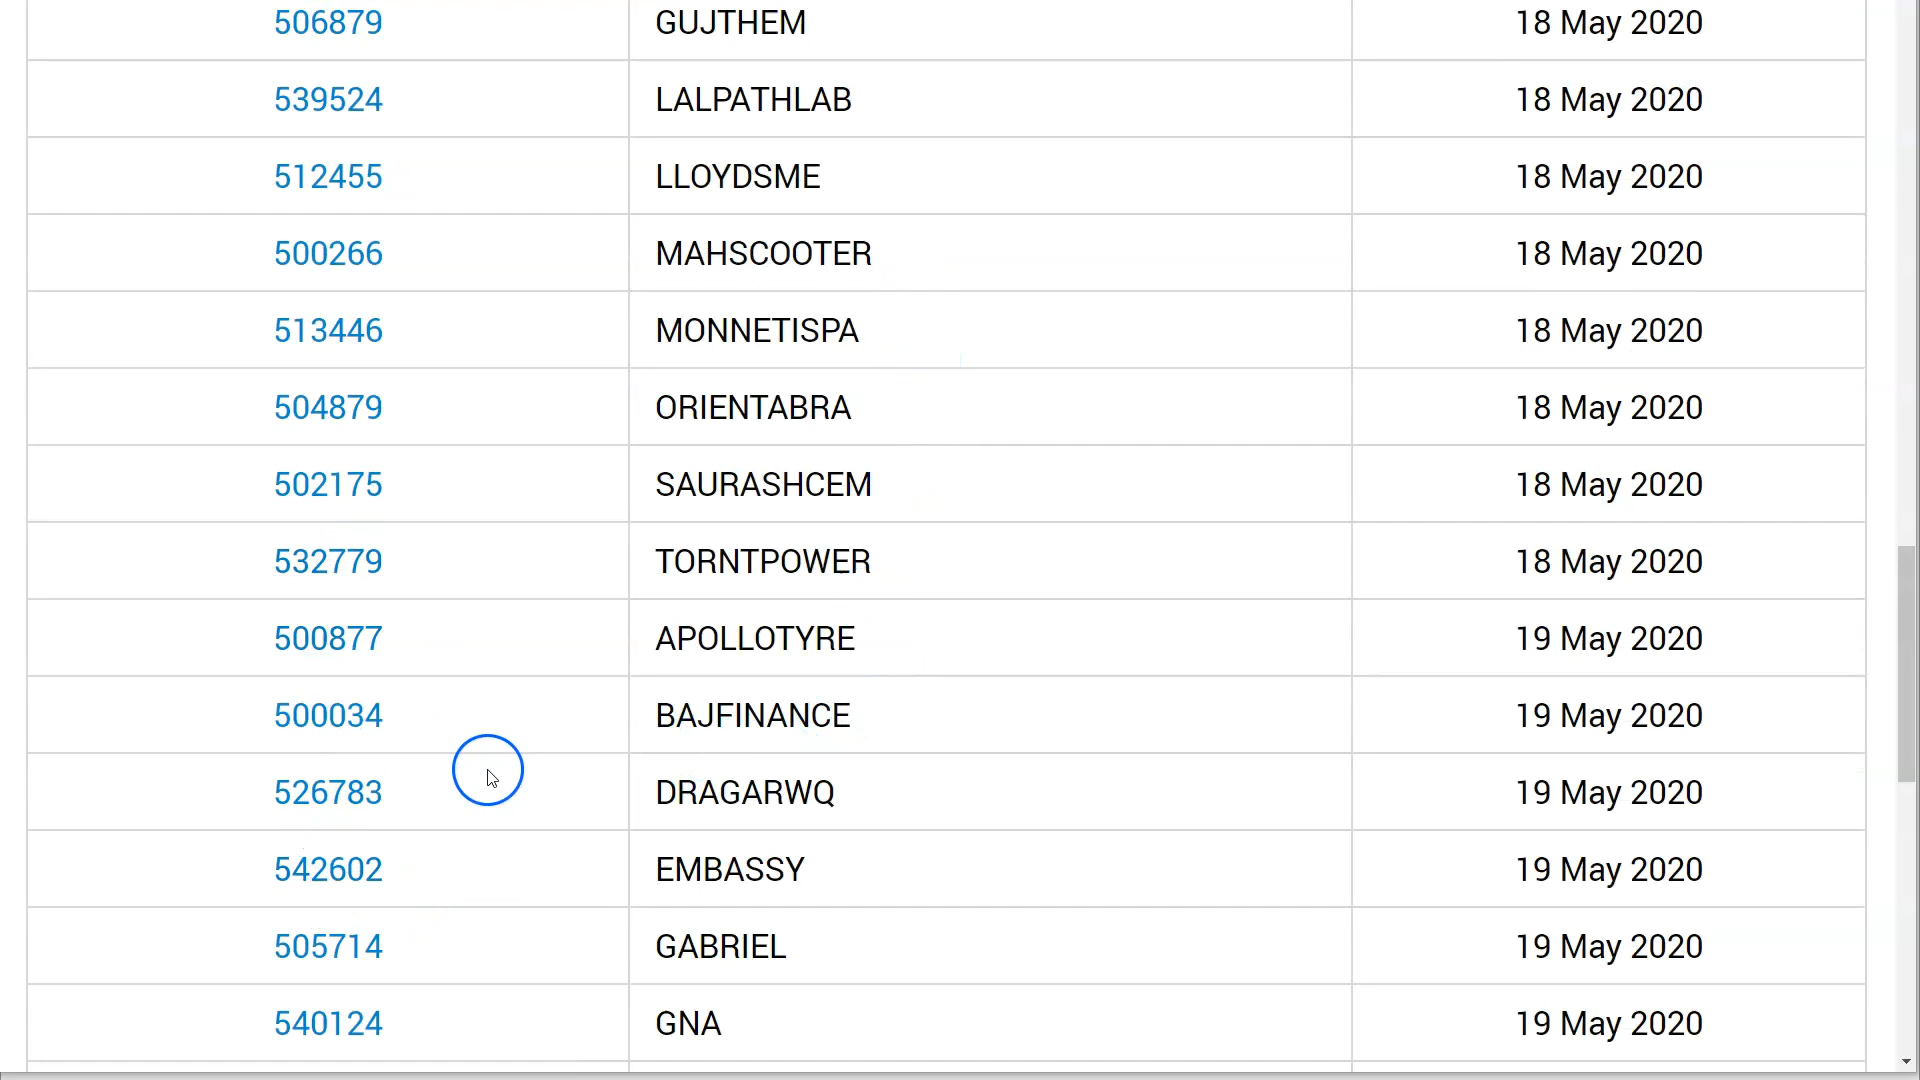 506879 GUJTHEM 18 May 2020
539524 LALPATHLAB 18 May 2020
512455 LLOYDSME 18 May 2020
500266 MAHSCOOTER 18 May 2020
513446 MONNETISPA 18 May 2020
504879 ORIENTABRA 18 May 2020
502175 SAURASHCEM 18 May 2020
532779 TORNTPOWER 18 May 2020
500877 APOLLOTYRE 19 May 2020
500034 BAJFINANCE 19 May 2020
526783 DRAGARWQ 19 May 2020
542602 EMBASSY 19 May 2020
505714 GABRIEL 19 May 2020
540124 GNA 19 May 2020